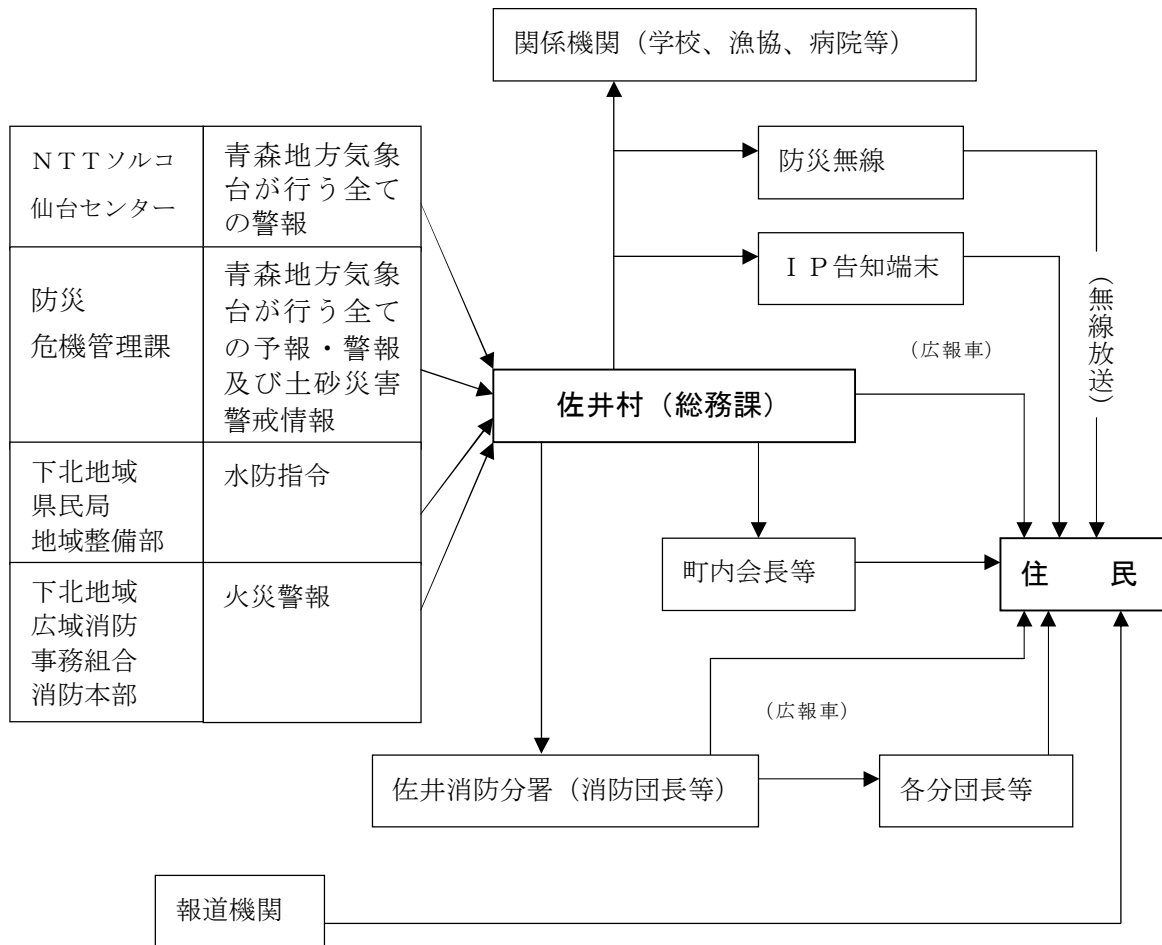 関係機関（学校、漁協、病院等）
ＮＴＴソルコ
仙台センター
青森地方気象
台が行う全て
の警報
防災無線
防災
危機管理課
青森地方気象
台が行う全て
の予報・警報
及び土砂災害
警戒情報
ＩＰ告知端末
（無線放送）
（広報車）
佐井村（総務課）
下北地域
県民局
地域整備部
水防指令
町内会長等
住　　民
下北地域
広域消防
事務組合
消防本部
火災警報
（広報車）
佐井消防分署（消防団長等）
各分団長等
報道機関